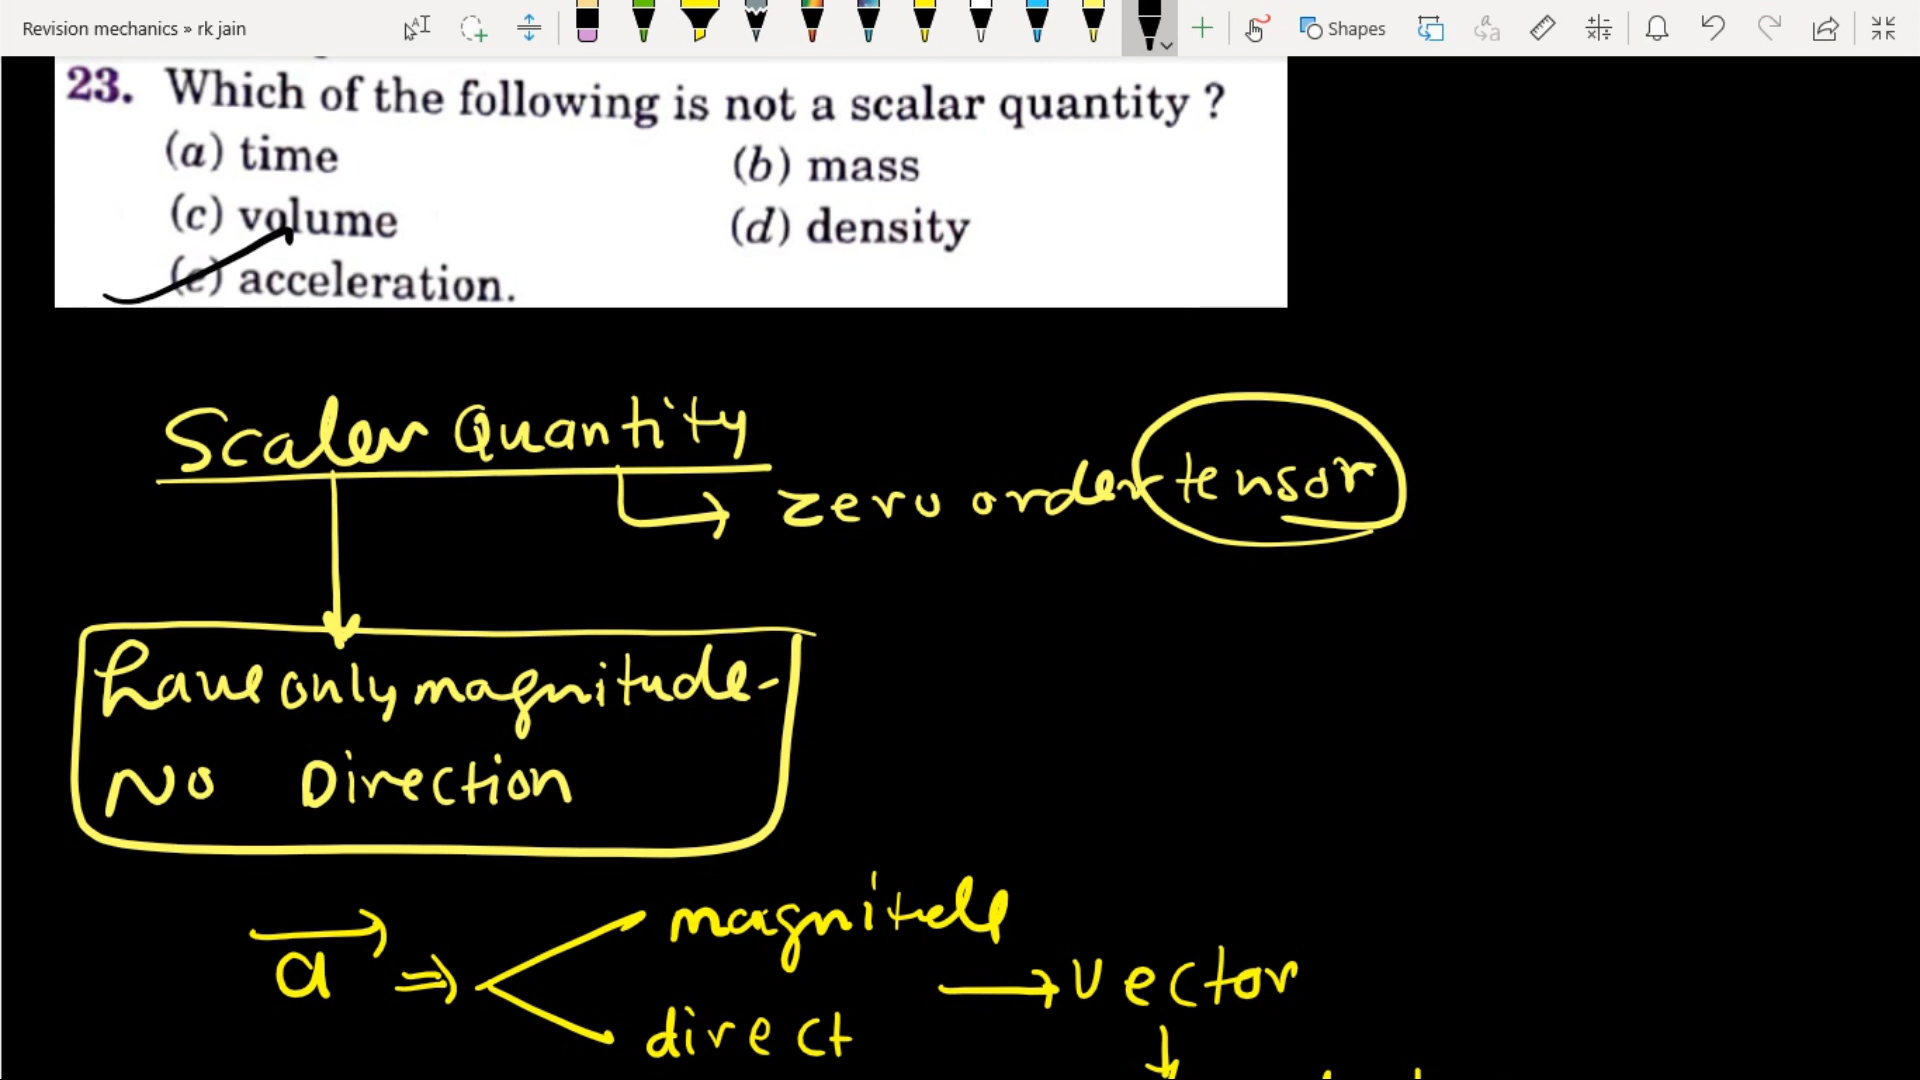 Revision mechanics » rk jain
Shapes
23. Which of the following is not a scalar quantity ?
(a) time (b) mass
(c) volume (d) density
(e) acceleration.
Scaler Quantity
zero order tensor
have only magnitude-
No Direction
a ⇒ magnitude
→ vector
direct